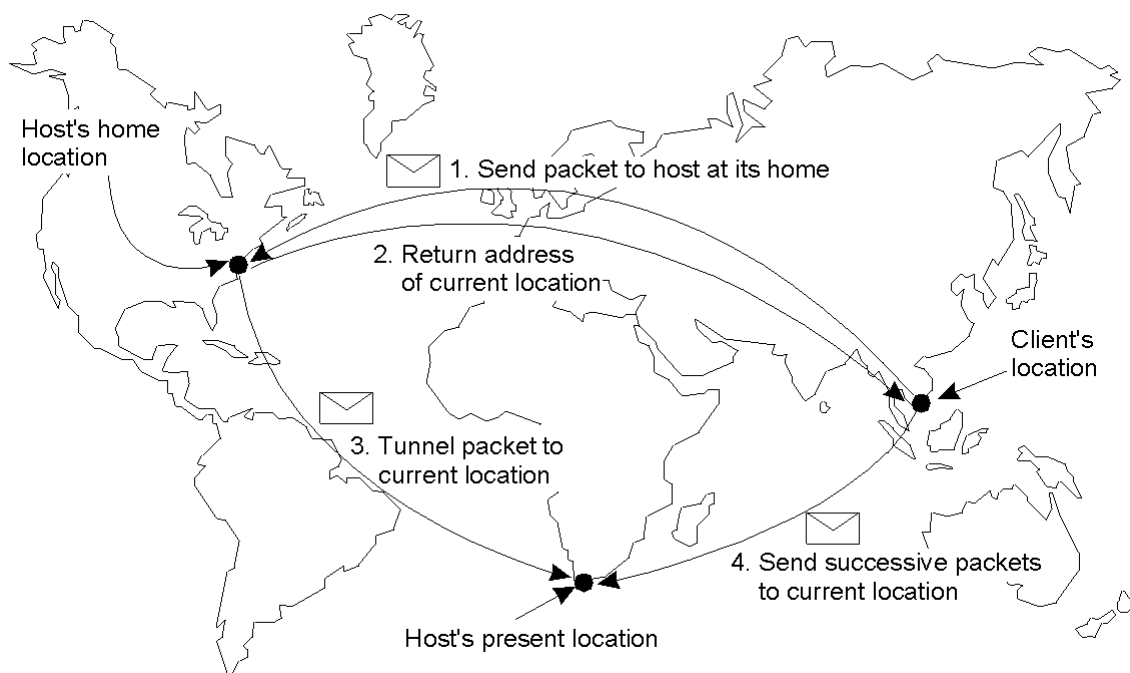 Host's home
location
1. Send packet to host at its home
2. Return address
of current location
Client's
location
3. Tunnel packet to
current location
4. Send successive packets
to current location
Host's present location